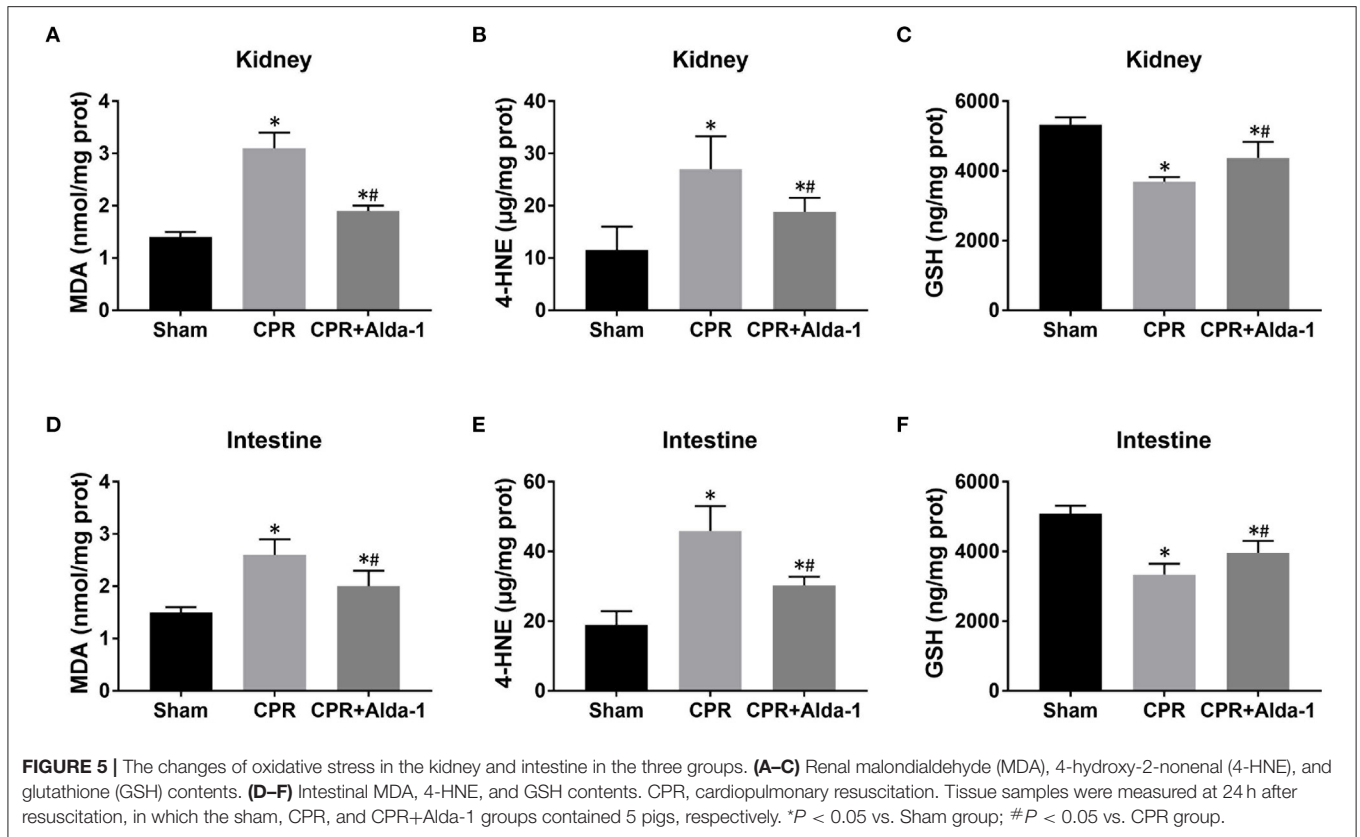 A
Kidney
MDA (nmol/mg prot)
4
3
2
1
0
*
*#
Sham CPR CPR+Alda-1
B
Kidney
4-HNE (μg/mg prot)
40
30
20
10
0
*
*#
Sham CPR CPR+Alda-1
C
Kidney
GSH (ng/mg prot)
6000
4000
2000
0
*
*#
Sham CPR CPR+Alda-1
D
Intestine
MDA (nmol/mg prot)
4
3
2
1
0
*
*#
Sham CPR CPR+Alda-1
E
Intestine
4-HNE (μg/mg prot)
60
40
20
0
*
*#
Sham CPR CPR+Alda-1
F
Intestine
GSH (ng/mg prot)
6000
4000
2000
0
*
*#
Sham CPR CPR+Alda-1
FIGURE 5 | The changes of oxidative stress in the kidney and intestine in the three groups. (A–C) Renal malondialdehyde (MDA), 4-hydroxy-2-nonenal (4-HNE), and
glutathione (GSH) contents. (D–F) Intestinal MDA, 4-HNE, and GSH contents. CPR, cardiopulmonary resuscitation. Tissue samples were measured at 24 h after
resuscitation, in which the sham, CPR, and CPR+Alda-1 groups contained 5 pigs, respectively. *P < 0.05 vs. Sham group; #P < 0.05 vs. CPR group.